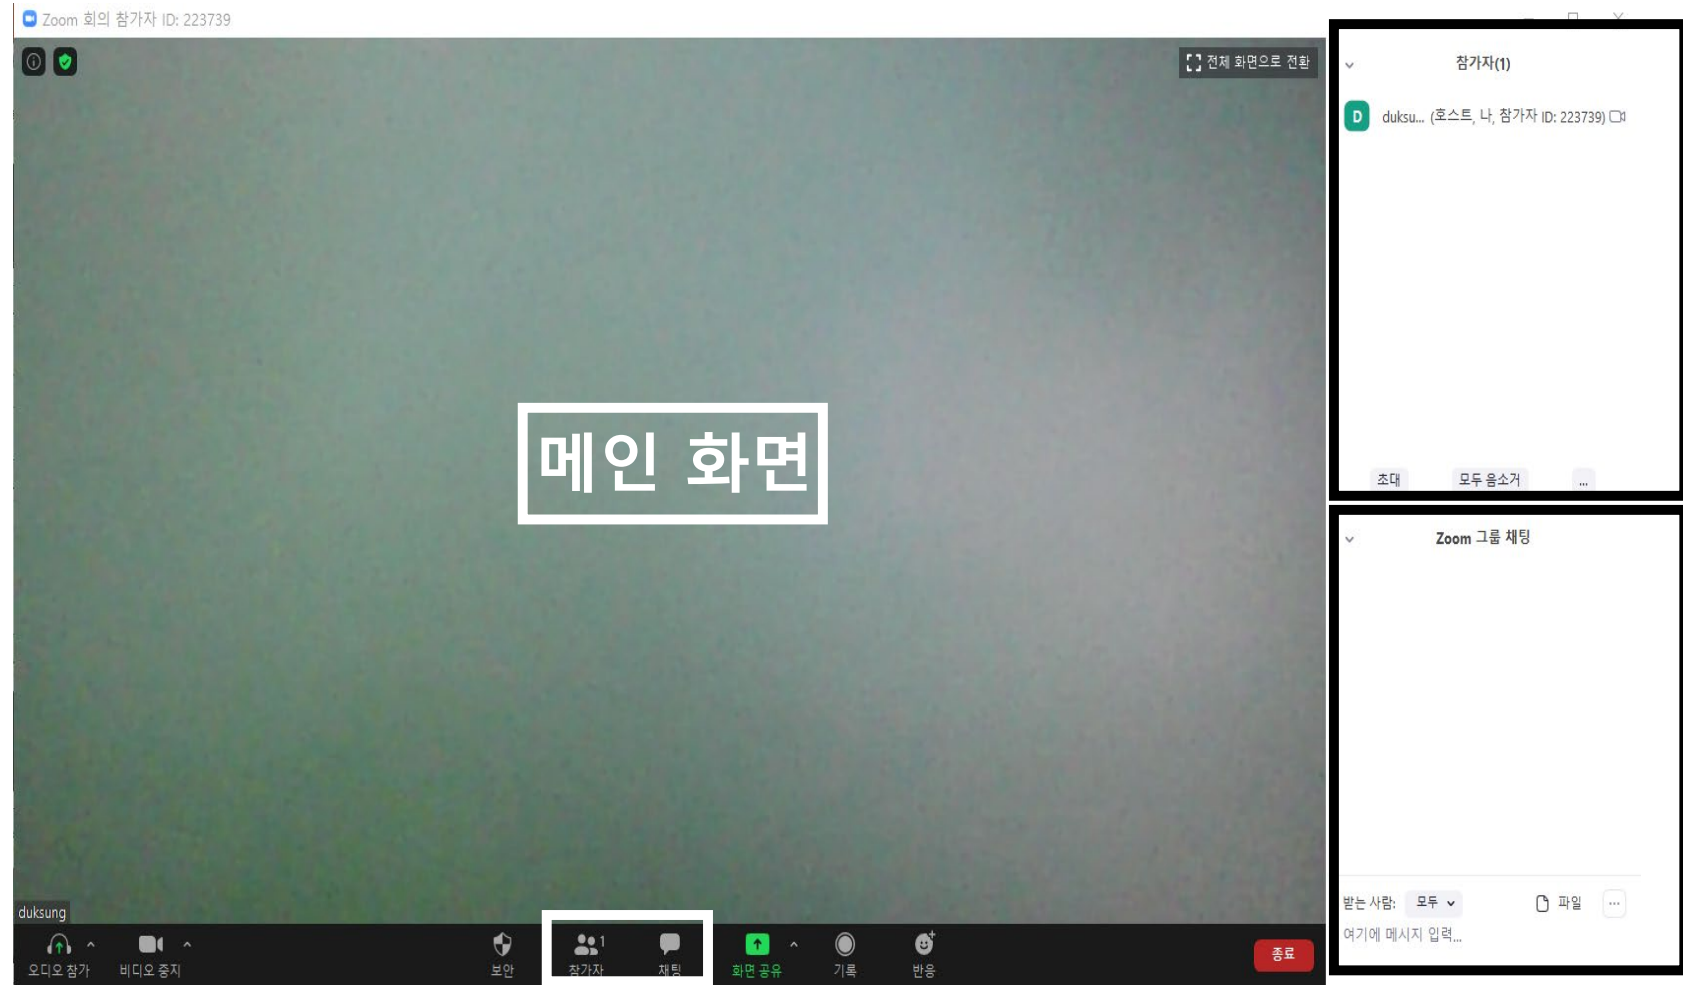 Zoom 회의 참가자 ID: 223739
전체 화면으로 전환
참가자(1)
D duksu... (호스트, 나, 참가자 ID: 223739)
메인 화면
초대 모두 음소거 ...
Zoom 그룹 채팅
받는 사람: 모두 파일 ...
여기에 메시지 입력...
duksung
1
오디오 참가 비디오 중지 보안 참가자 채팅 화면 공유 기록 반응 종료